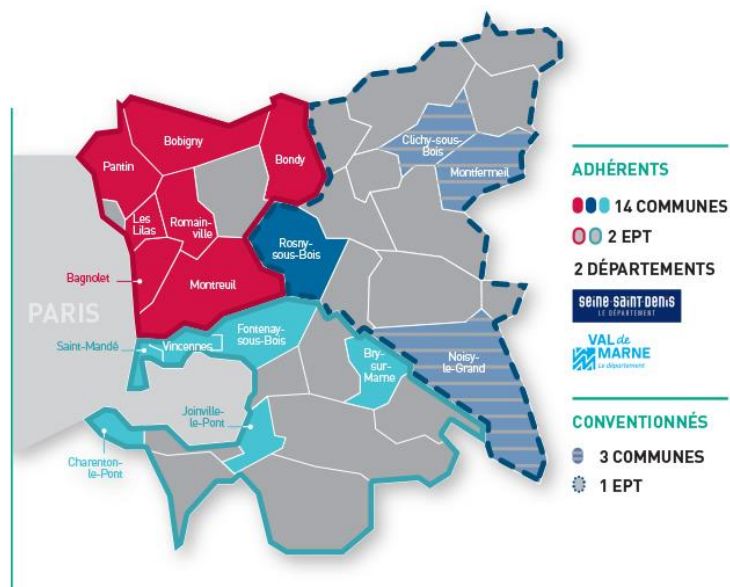 Pantin
Bobigny
Bondy
Les
Lilas
Romain-
ville
Bagnolet
Montreuil
PARIS
Rosny-
sous-Bois
Clichy-sous-
Bois
Montfermeil
Saint-Mandé
Vincennes
Fontenay-
sous-Bois
Bry-
sur-
Marne
Noisy-
le-Grand
Joinville-
le-Pont
Charenton-
le-Pont
ADHÉRENTS
14 COMMUNES
2 EPT
2 DÉPARTEMENTS
seine-saint-denis
LE DÉPARTEMENT
VAL de
MARNE
Le département
CONVENTIONNÉS
3 COMMUNES
1 EPT